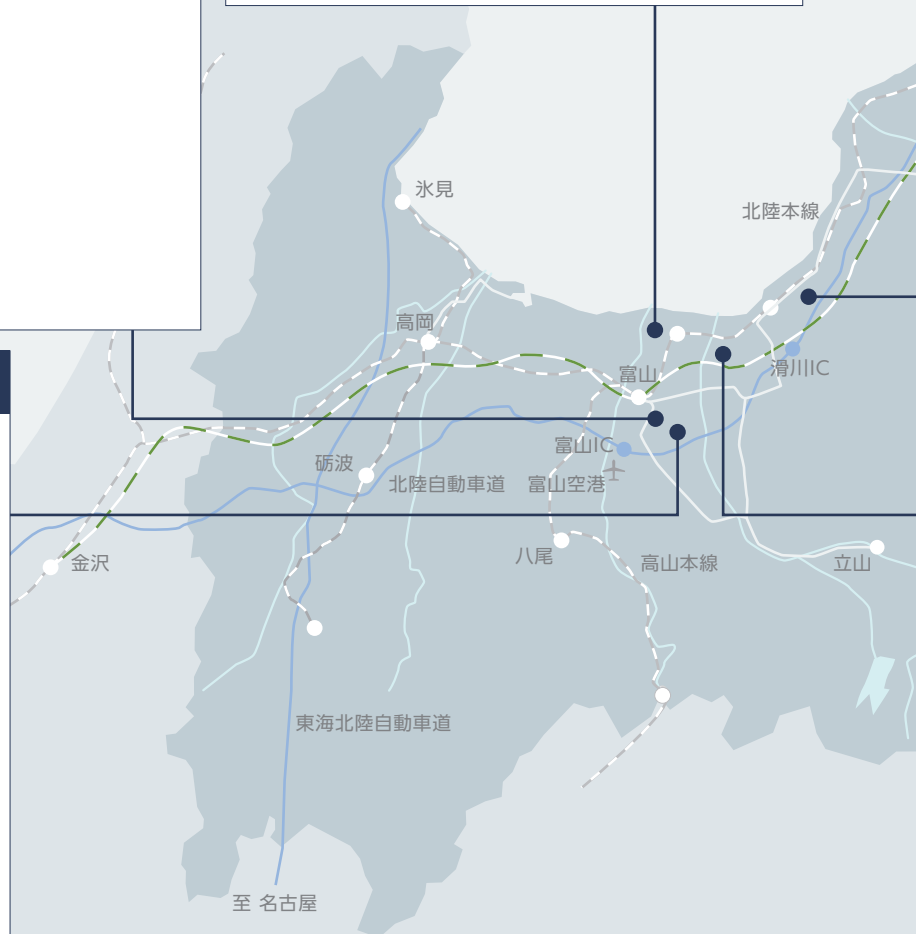 氷見
北陸本線
高岡
富山
滑川IC
富山IC
砺波
北陸自動車道
富山空港
金沢
八尾
高山本線
立山
東海北陸自動車道
至 名古屋